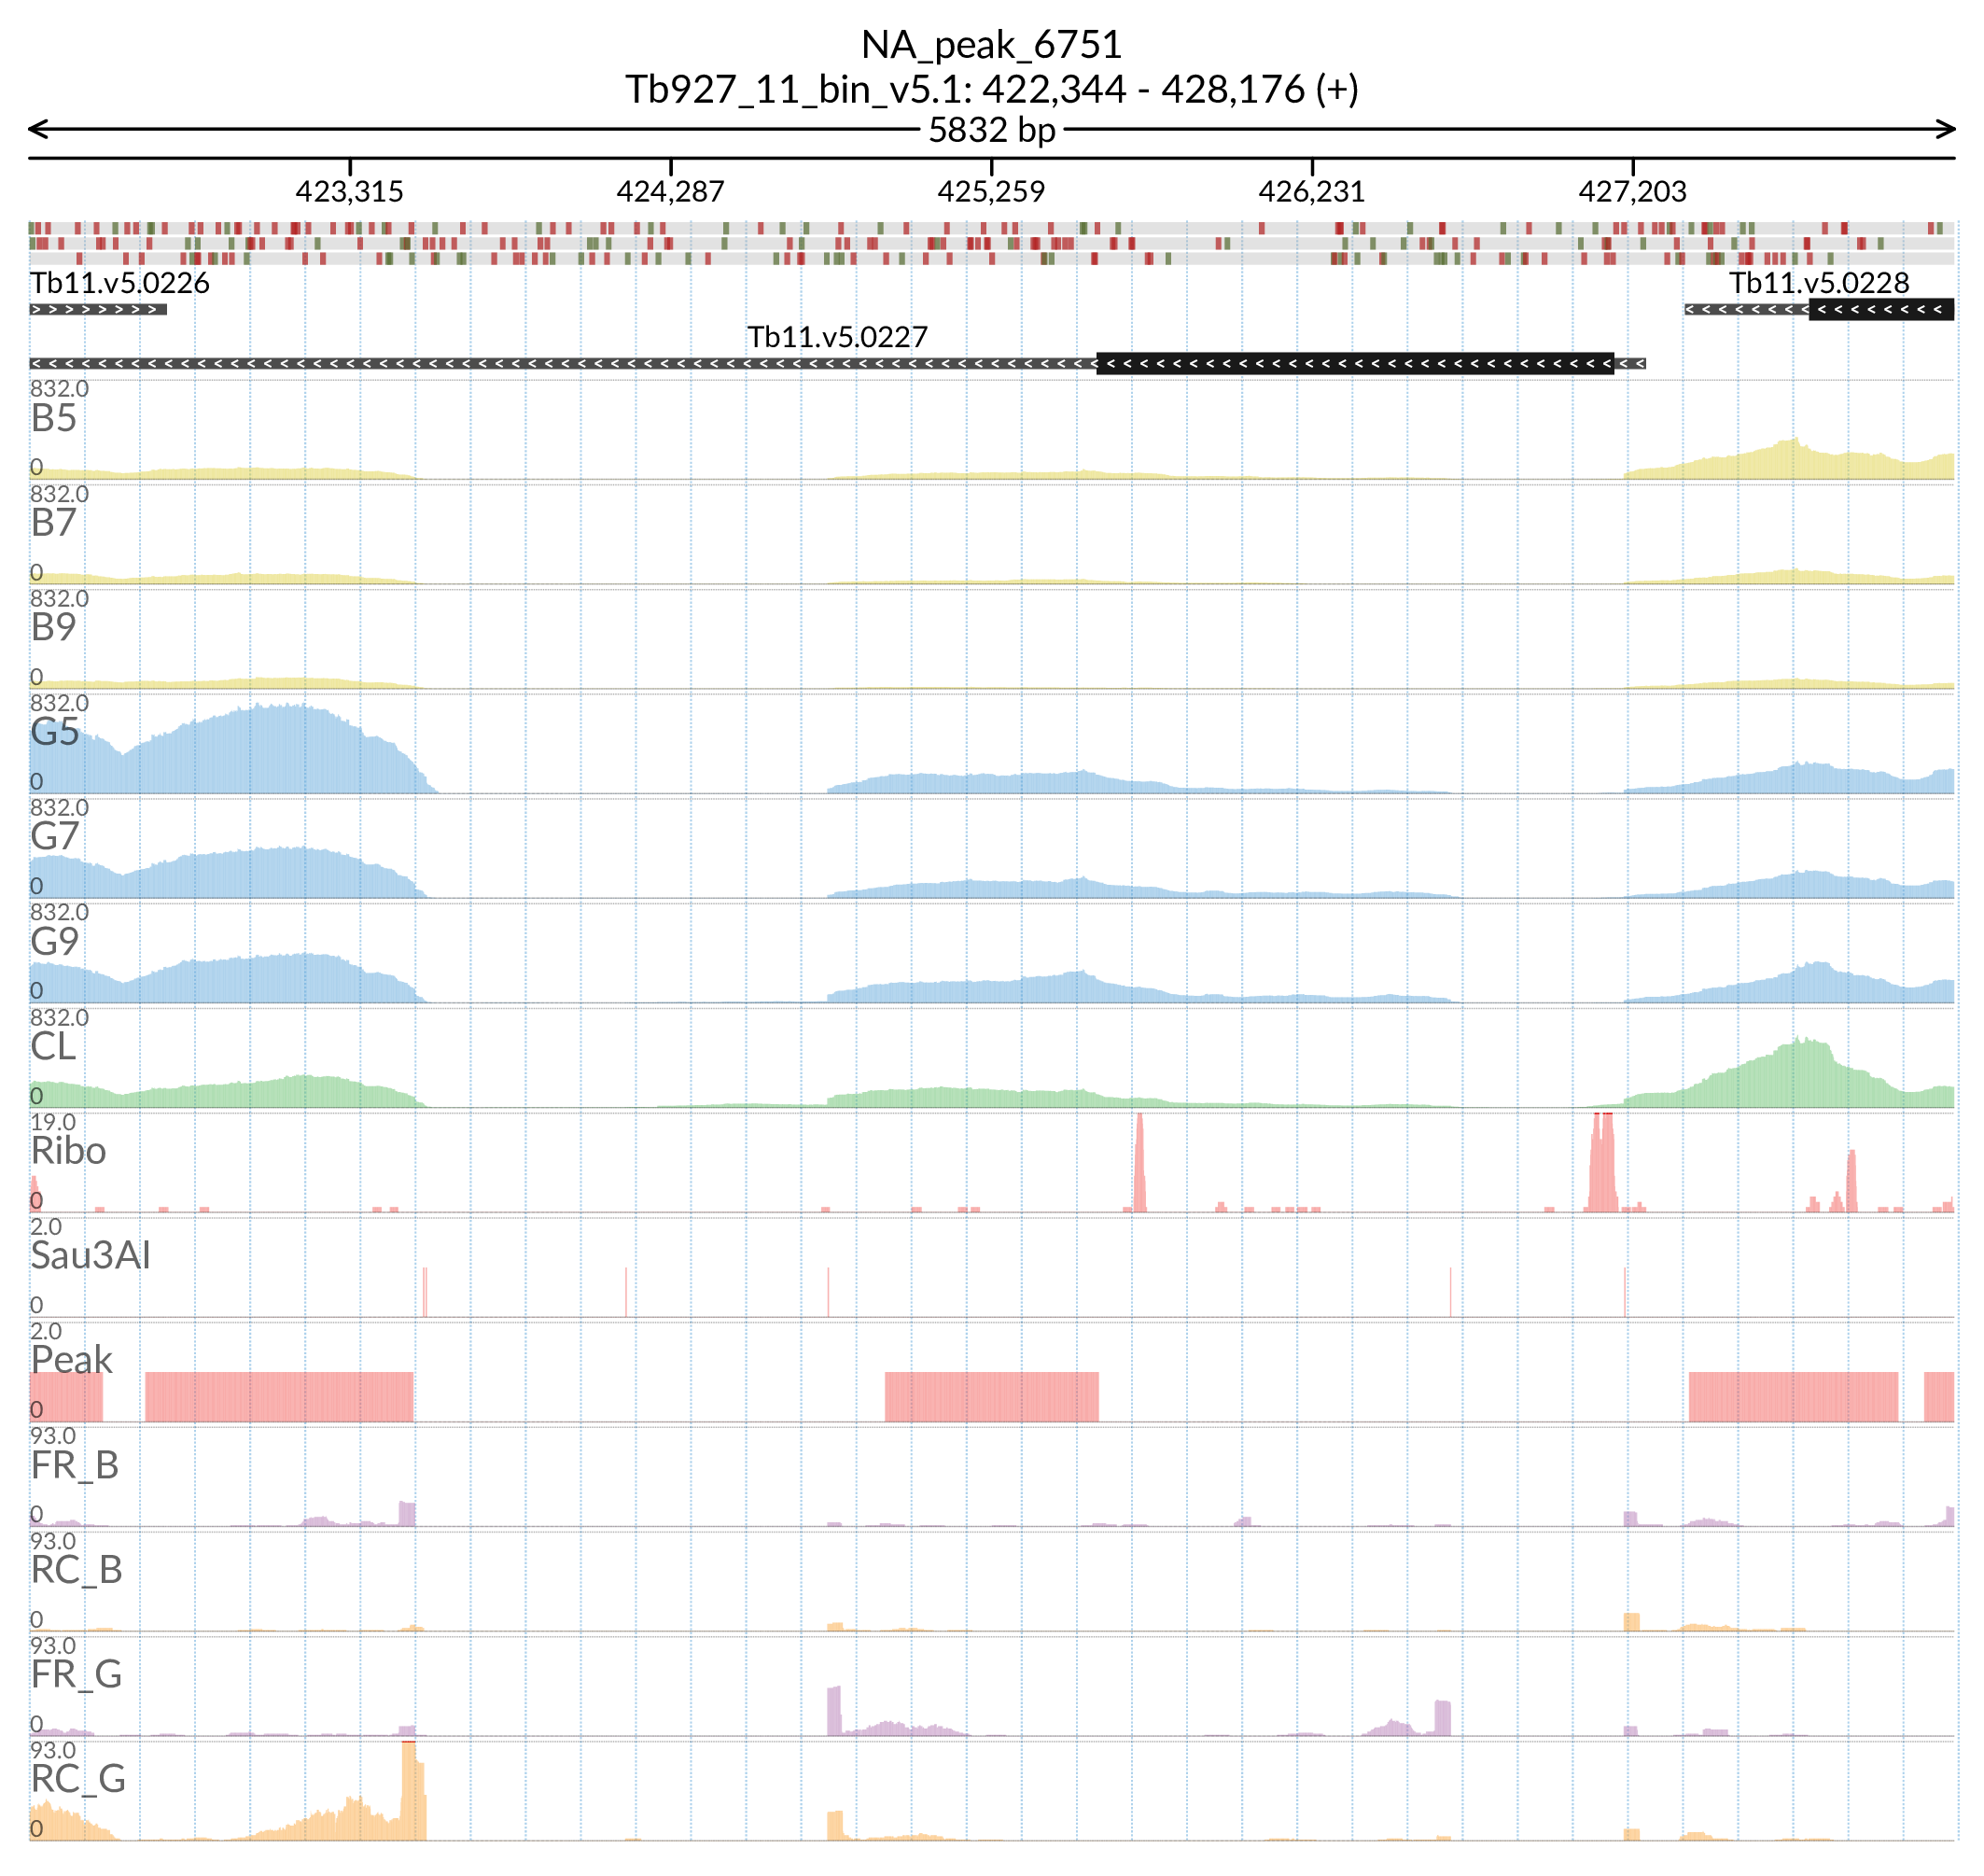 NA_peak_6751
Tb927_11_bin_v5.1: 422,344 - 428,176 (+)
5832 bp
423,315 424,287 425,259 426,231 427,203
Tb11.v5.0226 Tb11.v5.0228
Tb11.v5.0227
832.0
B5
0
832.0
B7
0
832.0
B9
0
832.0
G5
0
832.0
G7
0
832.0
G9
0
832.0
CL
0
19.0
Ribo
0
2.0
Sau3AI
0
2.0
Peak
0
93.0
FR_B
0
93.0
RC_B
0
93.0
FR_G
0
93.0
RC_G
0